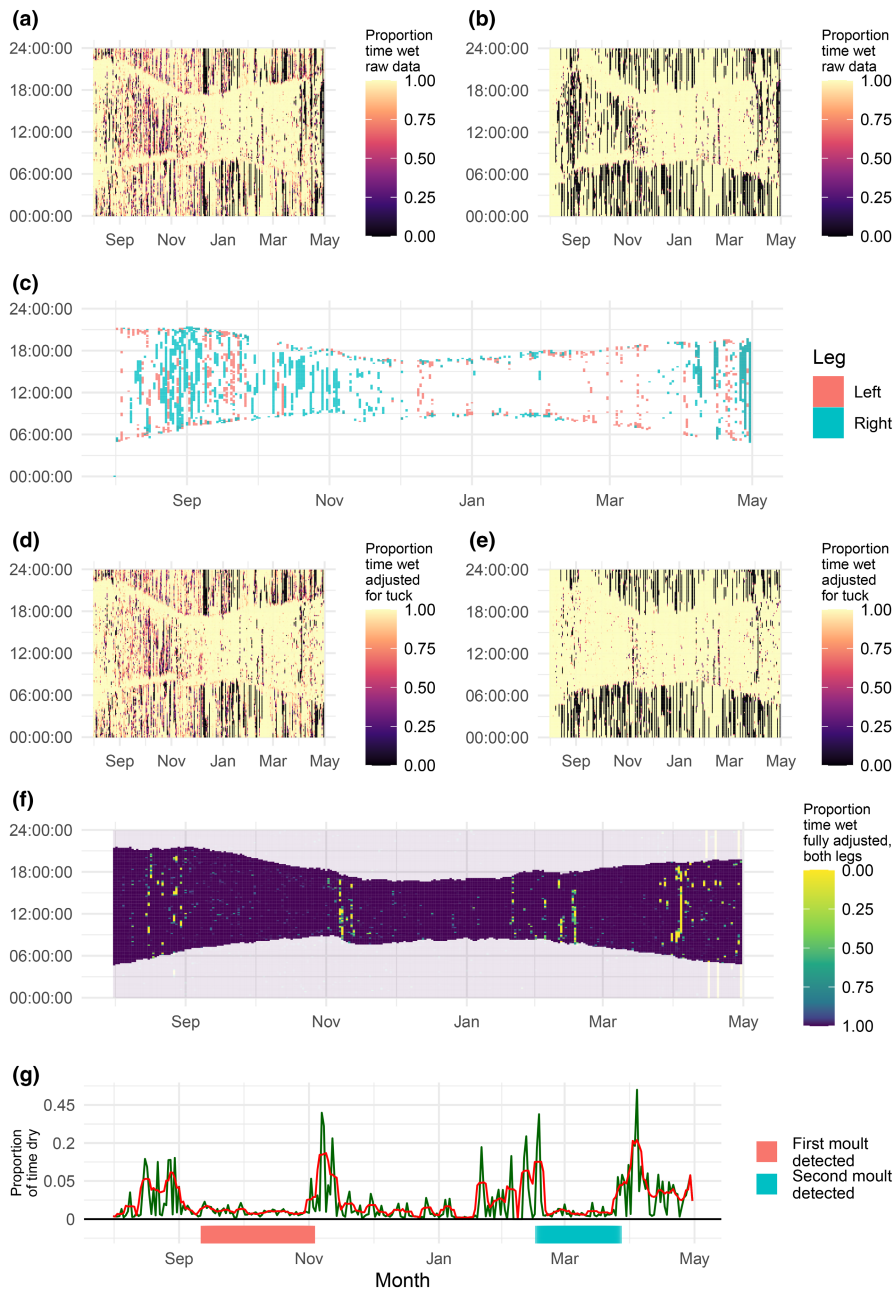 (a)
Proportion
time wet
raw data
24:00:00
18:00:00
12:00:00
06:00:00
00:00:00
1.00
0.75
0.50
0.25
0.00
Sep Nov Jan Mar May
(b)
Proportion
time wet
raw data
24:00:00
18:00:00
12:00:00
06:00:00
00:00:00
1.00
0.75
0.50
0.25
0.00
Sep Nov Jan Mar May
(c)
24:00:00
18:00:00
12:00:00
06:00:00
00:00:00
Sep Nov Jan Mar May
Leg
Left
Right
(d)
Proportion
time wet
adjusted
for tuck
24:00:00
18:00:00
12:00:00
06:00:00
00:00:00
1.00
0.75
0.50
0.25
0.00
Sep Nov Jan Mar May
(e)
Proportion
time wet
adjusted
for tuck
24:00:00
18:00:00
12:00:00
06:00:00
00:00:00
1.00
0.75
0.50
0.25
0.00
Sep Nov Jan Mar May
(f)
Proportion
time wet
fully adjusted,
both legs
24:00:00
18:00:00
12:00:00
06:00:00
00:00:00
0.00
0.25
0.50
0.75
1.00
Sep Nov Jan Mar May
(g)
Proportion
of time dry
0.45
0.2
0.05
0
Sep Nov Jan Mar May
Month
First moult
detected
Second moult
detected